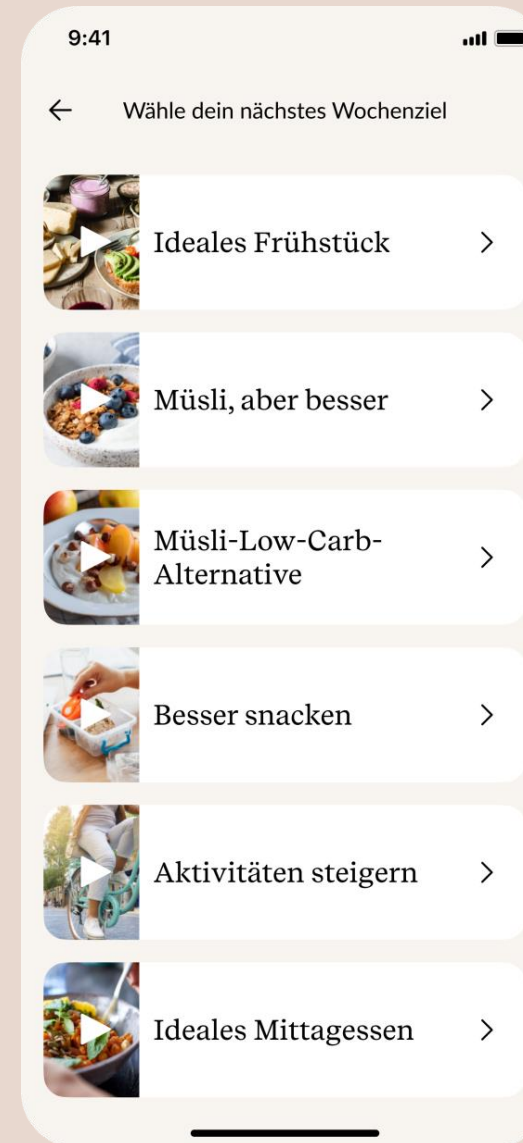 9:41
Wähle dein nächstes Wochenziel
Ideales Frühstück
Müsli, aber besser
Müsli-Low-Carb-
Alternative
Besser snacken
Aktivitäten steigern
Ideales Mittagessen